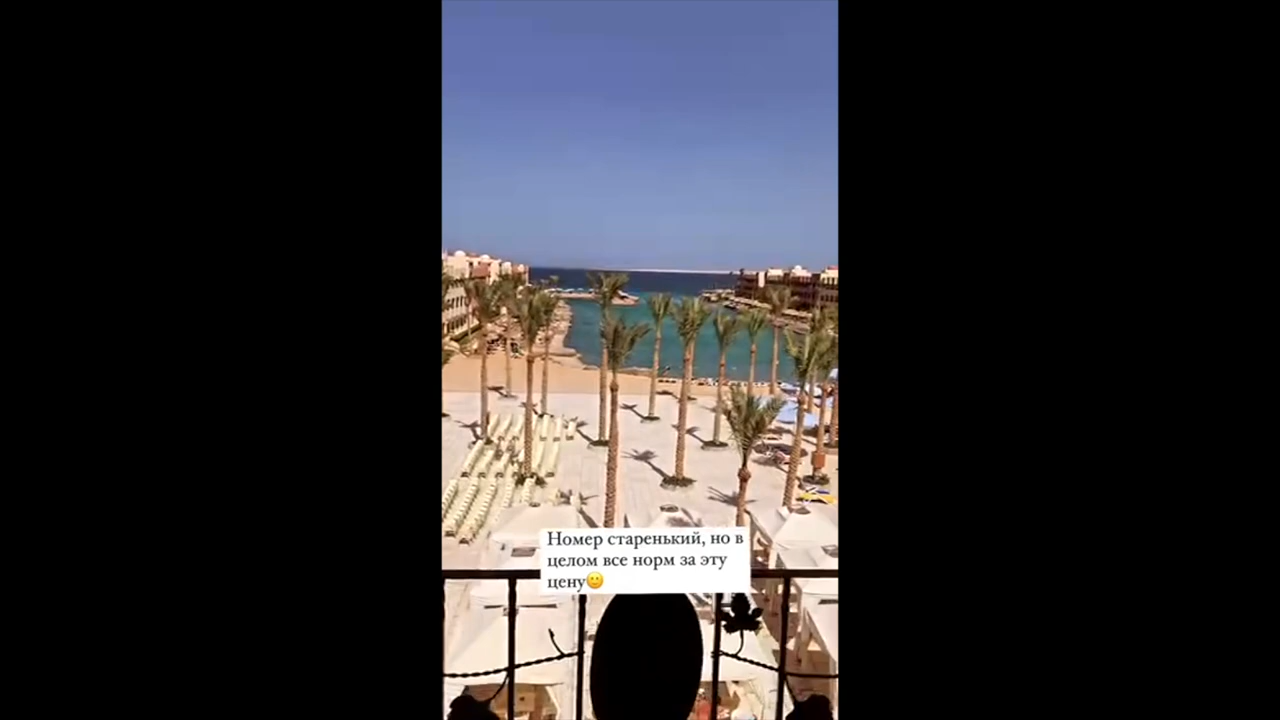 Номер старенький, но в
целом все норм за эту
цену🙂